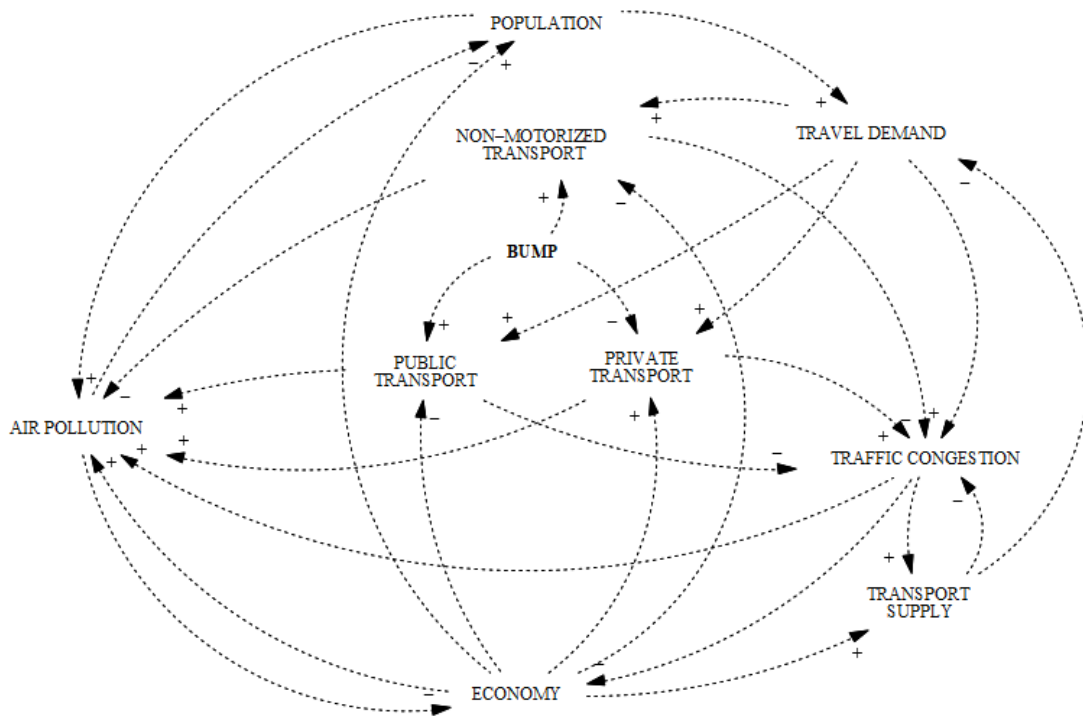 POPULATION
− +
+
+
TRAVEL DEMAND
NON–MOTORIZED
TRANSPORT
−
+
−
BUMP
+
+
−
+
PUBLIC
TRANSPORT
PRIVATE
TRANSPORT
+
−
+
−
+
+
+
+
+
−
AIR POLLUTION
+
−
+
−
TRAFFIC CONGESTION
−
+
TRANSPORT
SUPPLY
+
−
−
ECONOMY